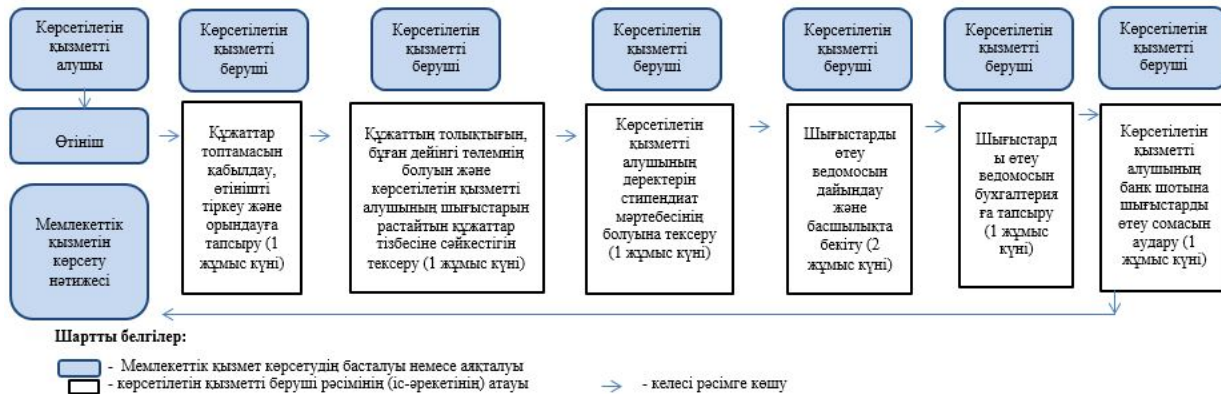 Көрсетілетін
қызметті
алушы
Өтініш
Мемлекеттік
қызметін
көрсету
нәтижесі
Көрсетілетін
қызметті
беруші
Құжаттар
топтамасын
қабылдау,
өтінішті
тіркеу және
орындауға
тапсыру (1
жұмыс күні)
Көрсетілетін
қызметті
беруші
Құжаттың толықтығын,
бұған дейінгі төлемнің
болуын және
көрсетілетін қызметті
алушының шығыстарын
растайтын құжаттар
тізбесіне сәйкестігін
тексеру (1 жұмыс күні)
Көрсетілетін
қызметті
беруші
Көрсетілетін
қызметті
алушының
деректерін
стипендиат
мәртебесінің
болуына тексеру
(1 жұмыс күні)
Көрсетілетін
қызметті
беруші
Шығыстарды
өтеу
ведомосын
дайындау
және
басшылықта
бекіту (2
жұмыс күні)
Көрсетілетін
қызметті
беруші
Шығыстард
ы өтеу
ведомосын
бухгалтерия
ға тапсыру
(1 жұмыс
күні)
Көрсетілетін
қызметті
беруші
Көрсетілетін
қызметті
алушының
банк шотына
шығыстарды
өтеу сомасын
аудару (1
жұмыс күні)
Шартты белгілер:
- Мемлекеттік қызмет көрсетудің басталуы немесе аяқталуы
- көрсетілетін қызметті беруші рәсімінің (іс-әрекетінің) атауы
- келесі рәсімге көшу